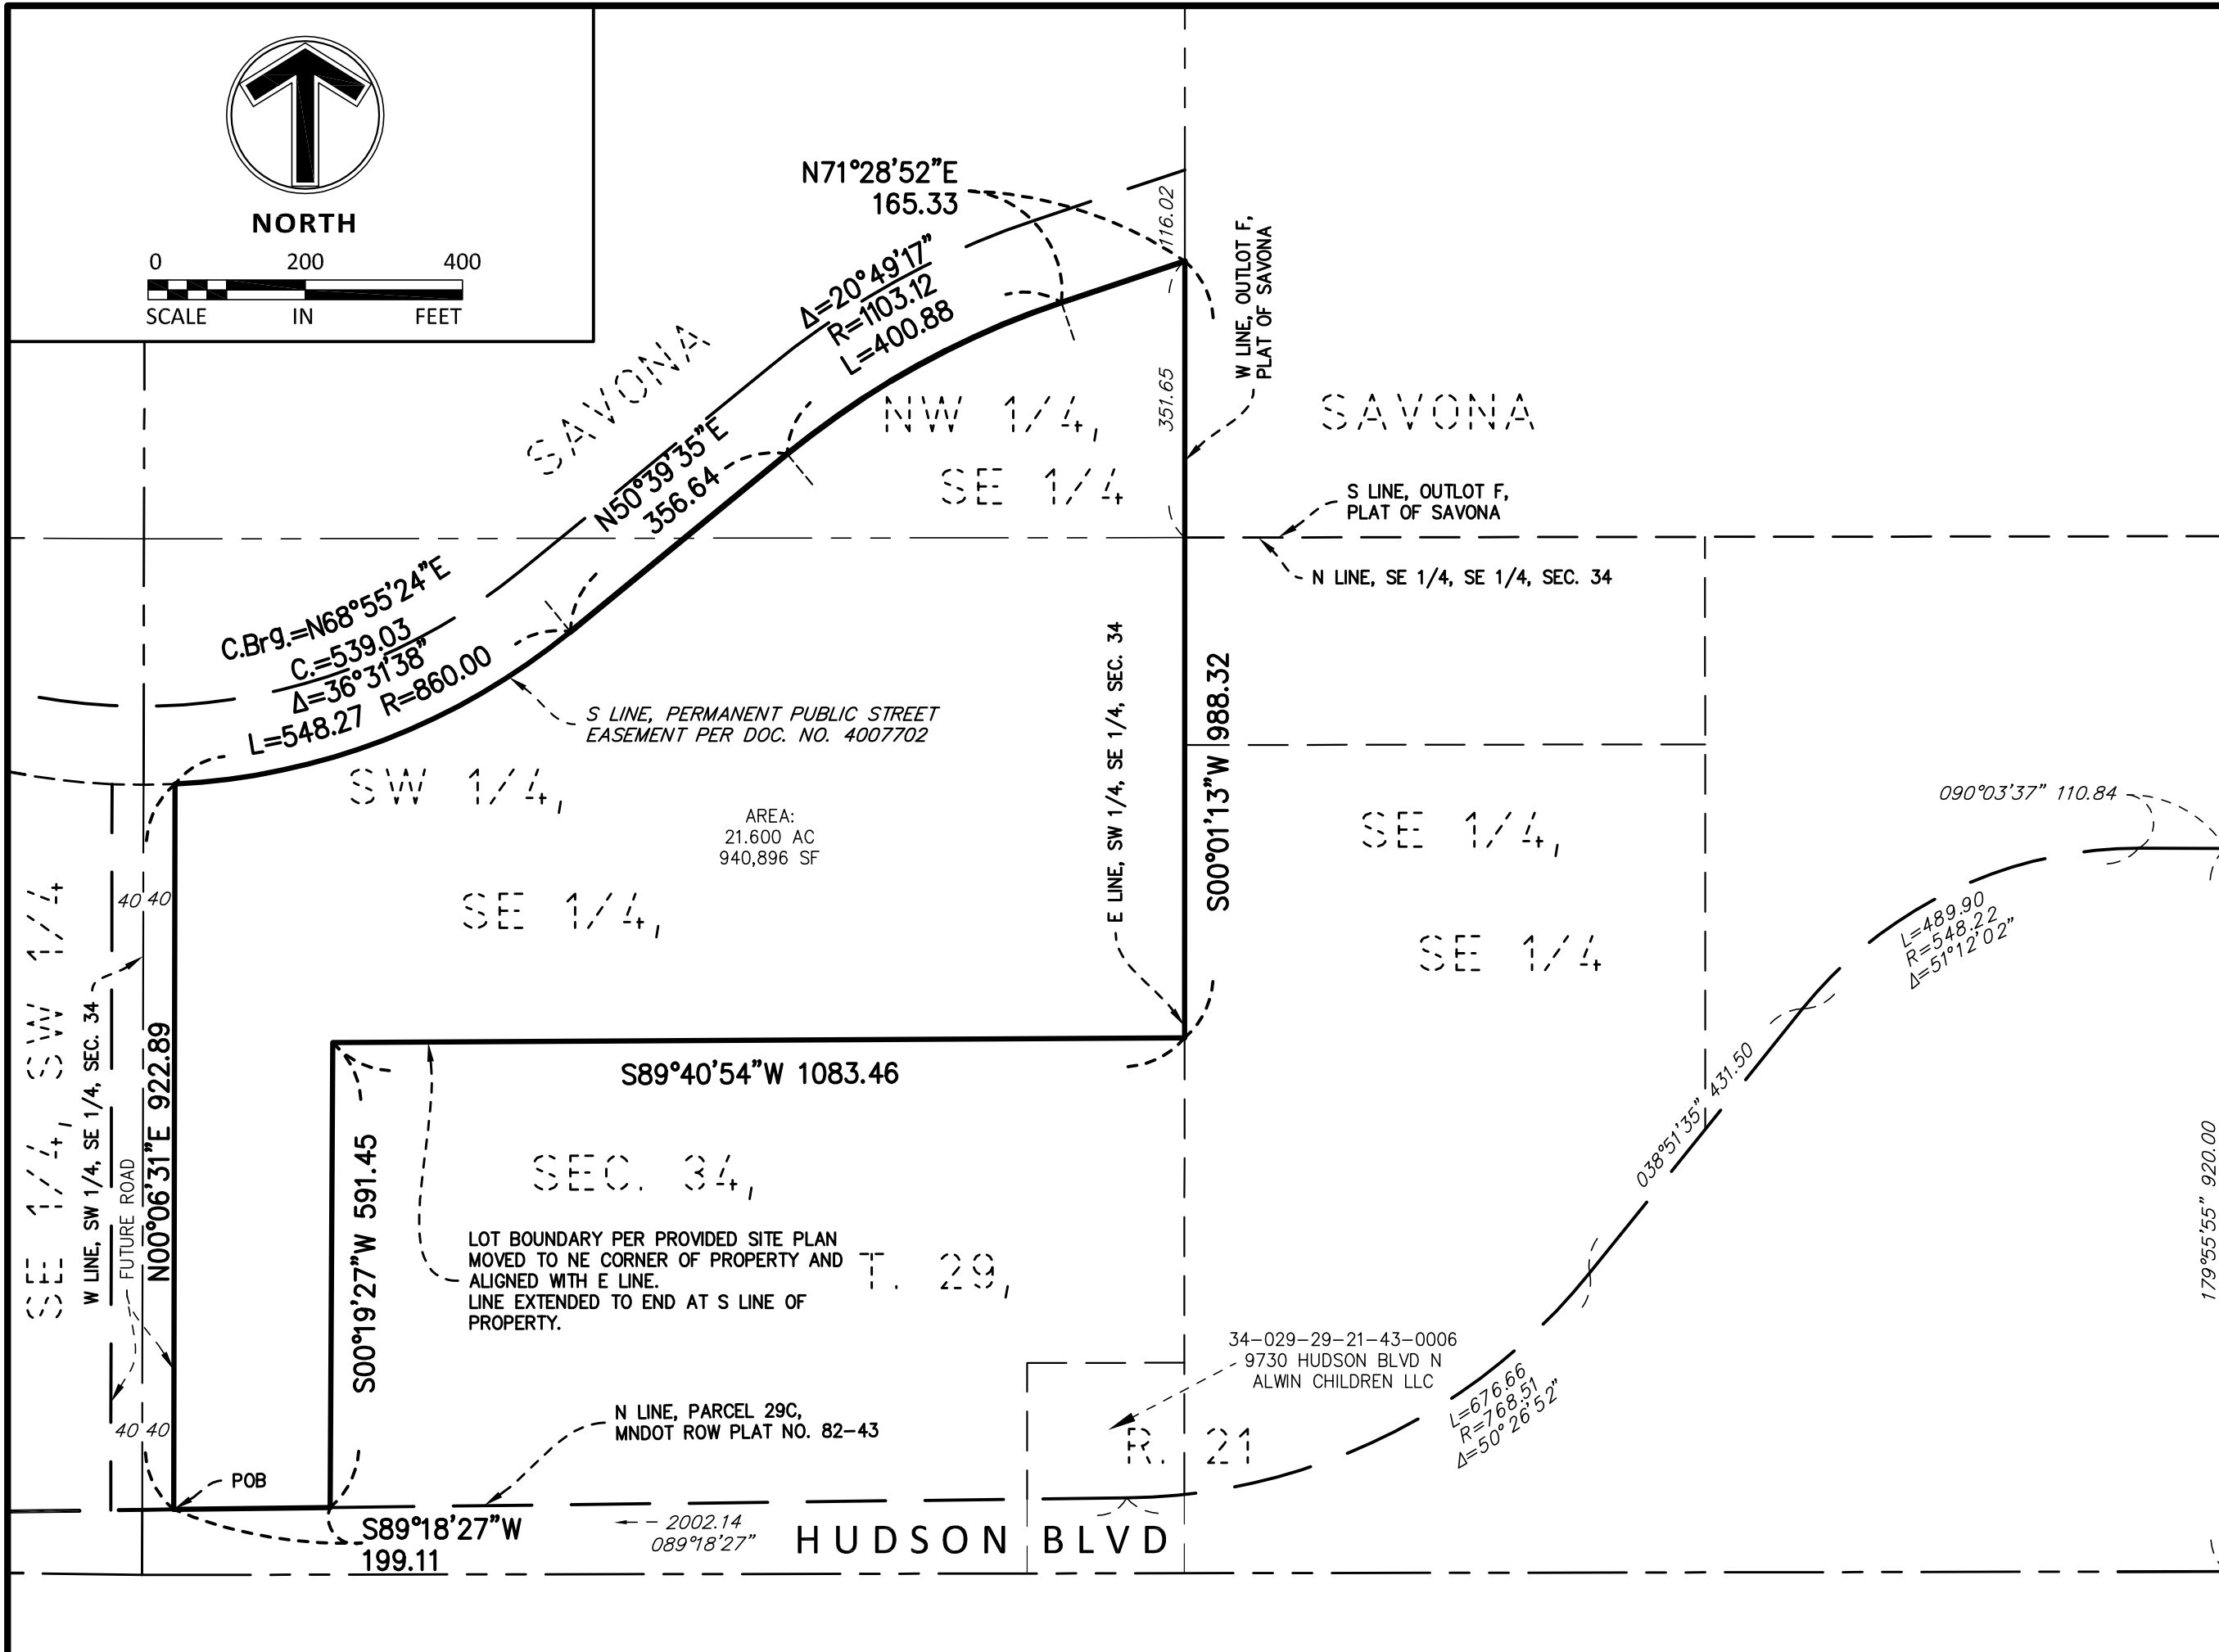 NORTH
0 200 400
SCALE IN FEET
N71°28'52"E
165.33
116.02
W LINE, OUTLOT F,
PLAT OF SAVONA
Δ=20°49'17"
R=1103.12
L=400.88
SAVONA
351.65
NW 1/4,
SE 1/4
SAVONA
N50°39'35"E
356.64
S LINE, OUTLOT F,
PLAT OF SAVONA
N LINE, SE 1/4, SE 1/4, SEC. 34
C.Brg.=N68°55'24"E
C.=539.03
Δ=36°31'38"
L=548.27 R=860.00
S LINE, PERMANENT PUBLIC STREET
EASEMENT PER DOC. NO. 4007702
E LINE, SW 1/4, SE 1/4, SEC. 34
S00°01'13"W 988.32
SW 1/4,
AREA:
21.600 AC
940,896 SF
SE 1/4,
SE 1/4,
SE 1/4
090°03'37" 110.84
L=489.90
R=548.22
Δ=51°12'02"
40 40
SE 1/4, SW 1/4
W LINE, SW 1/4, SE 1/4, SEC. 34
FUTURE ROAD
N00°06'31"E 922.89
S89°40'54"W 1083.46
038°51'35" 431.50
179°55'55" 920.00
S00°19'27"W 591.45
SEC. 34,
LOT BOUNDARY PER PROVIDED SITE PLAN
MOVED TO NE CORNER OF PROPERTY AND
ALIGNED WITH E LINE.
LINE EXTENDED TO END AT S LINE OF
PROPERTY.
T. 29,
34-029-29-21-43-0006
9730 HUDSON BLVD N
ALWIN CHILDREN LLC
L=676.66
R=768.51
Δ=50°26'52"
N LINE, PARCEL 29C,
MNDOT ROW PLAT NO. 82-43
R. 21
40 40
POB
S89°18'27"W
199.11
2002.14
089°18'27"
HUDSON BLVD